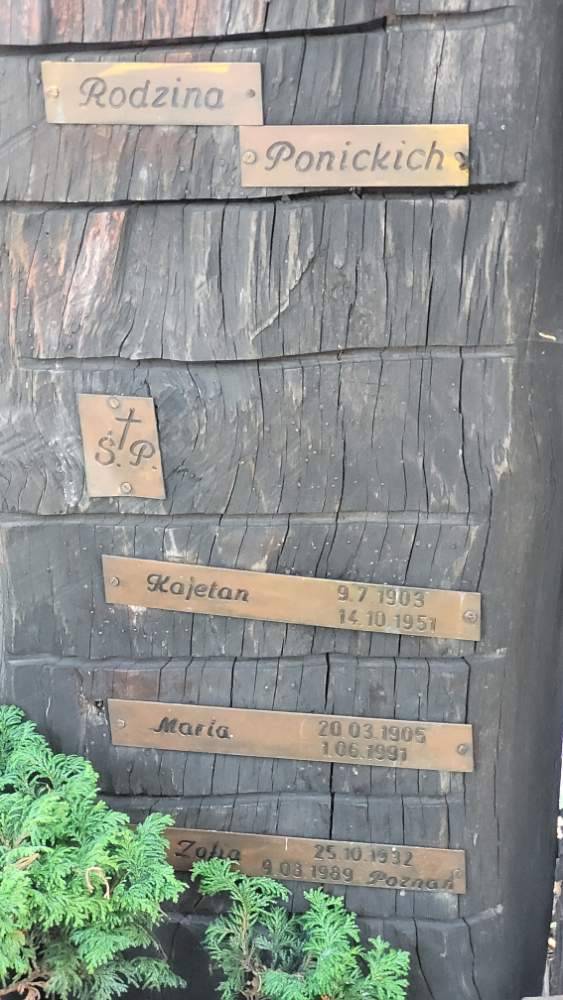 Rodzina
Ponickich
Ś.P.
Kajetan 9.7 1903
14.10.1951
Maria 20.03.1905
1.06.1991
Zofia 25.10.1932
9.03.1989 Poznań